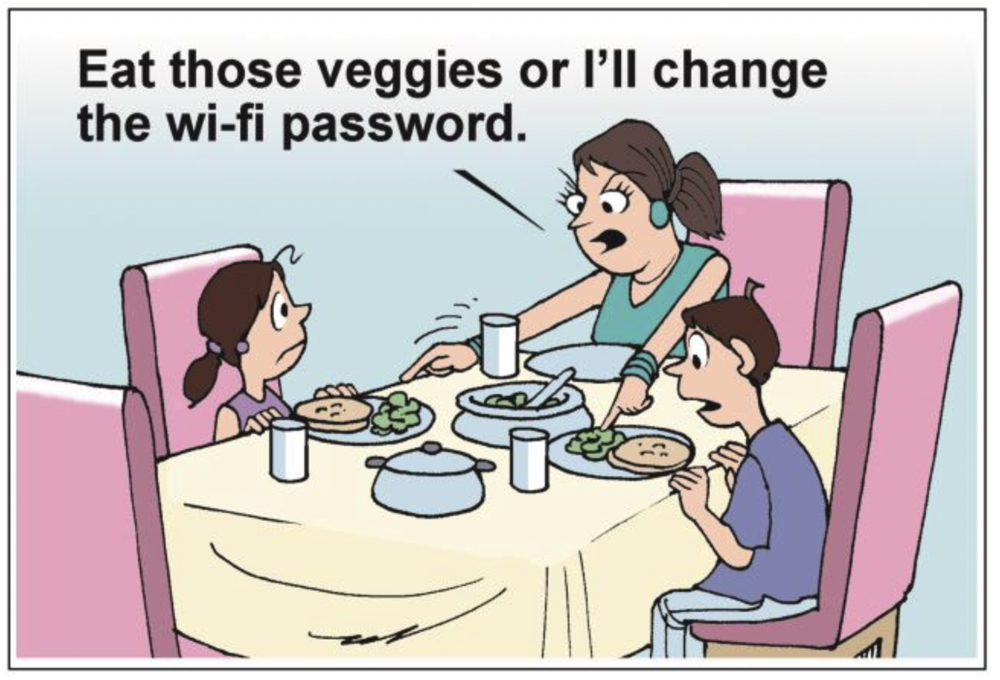 Eat those veggies or I’ll change
the wi-fi password.